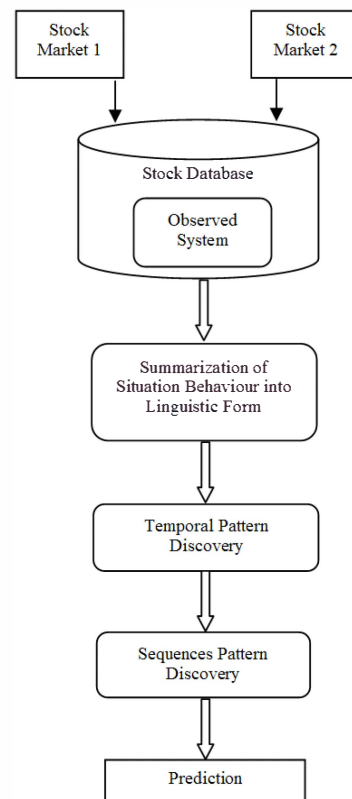 Stock
Market 1
Stock
Market 2
Stock Database
Observed
System
Summarization of
Situation Behaviour into
Linguistic Form
Temporal Pattern
Discovery
Sequences Pattern
Discovery
Prediction